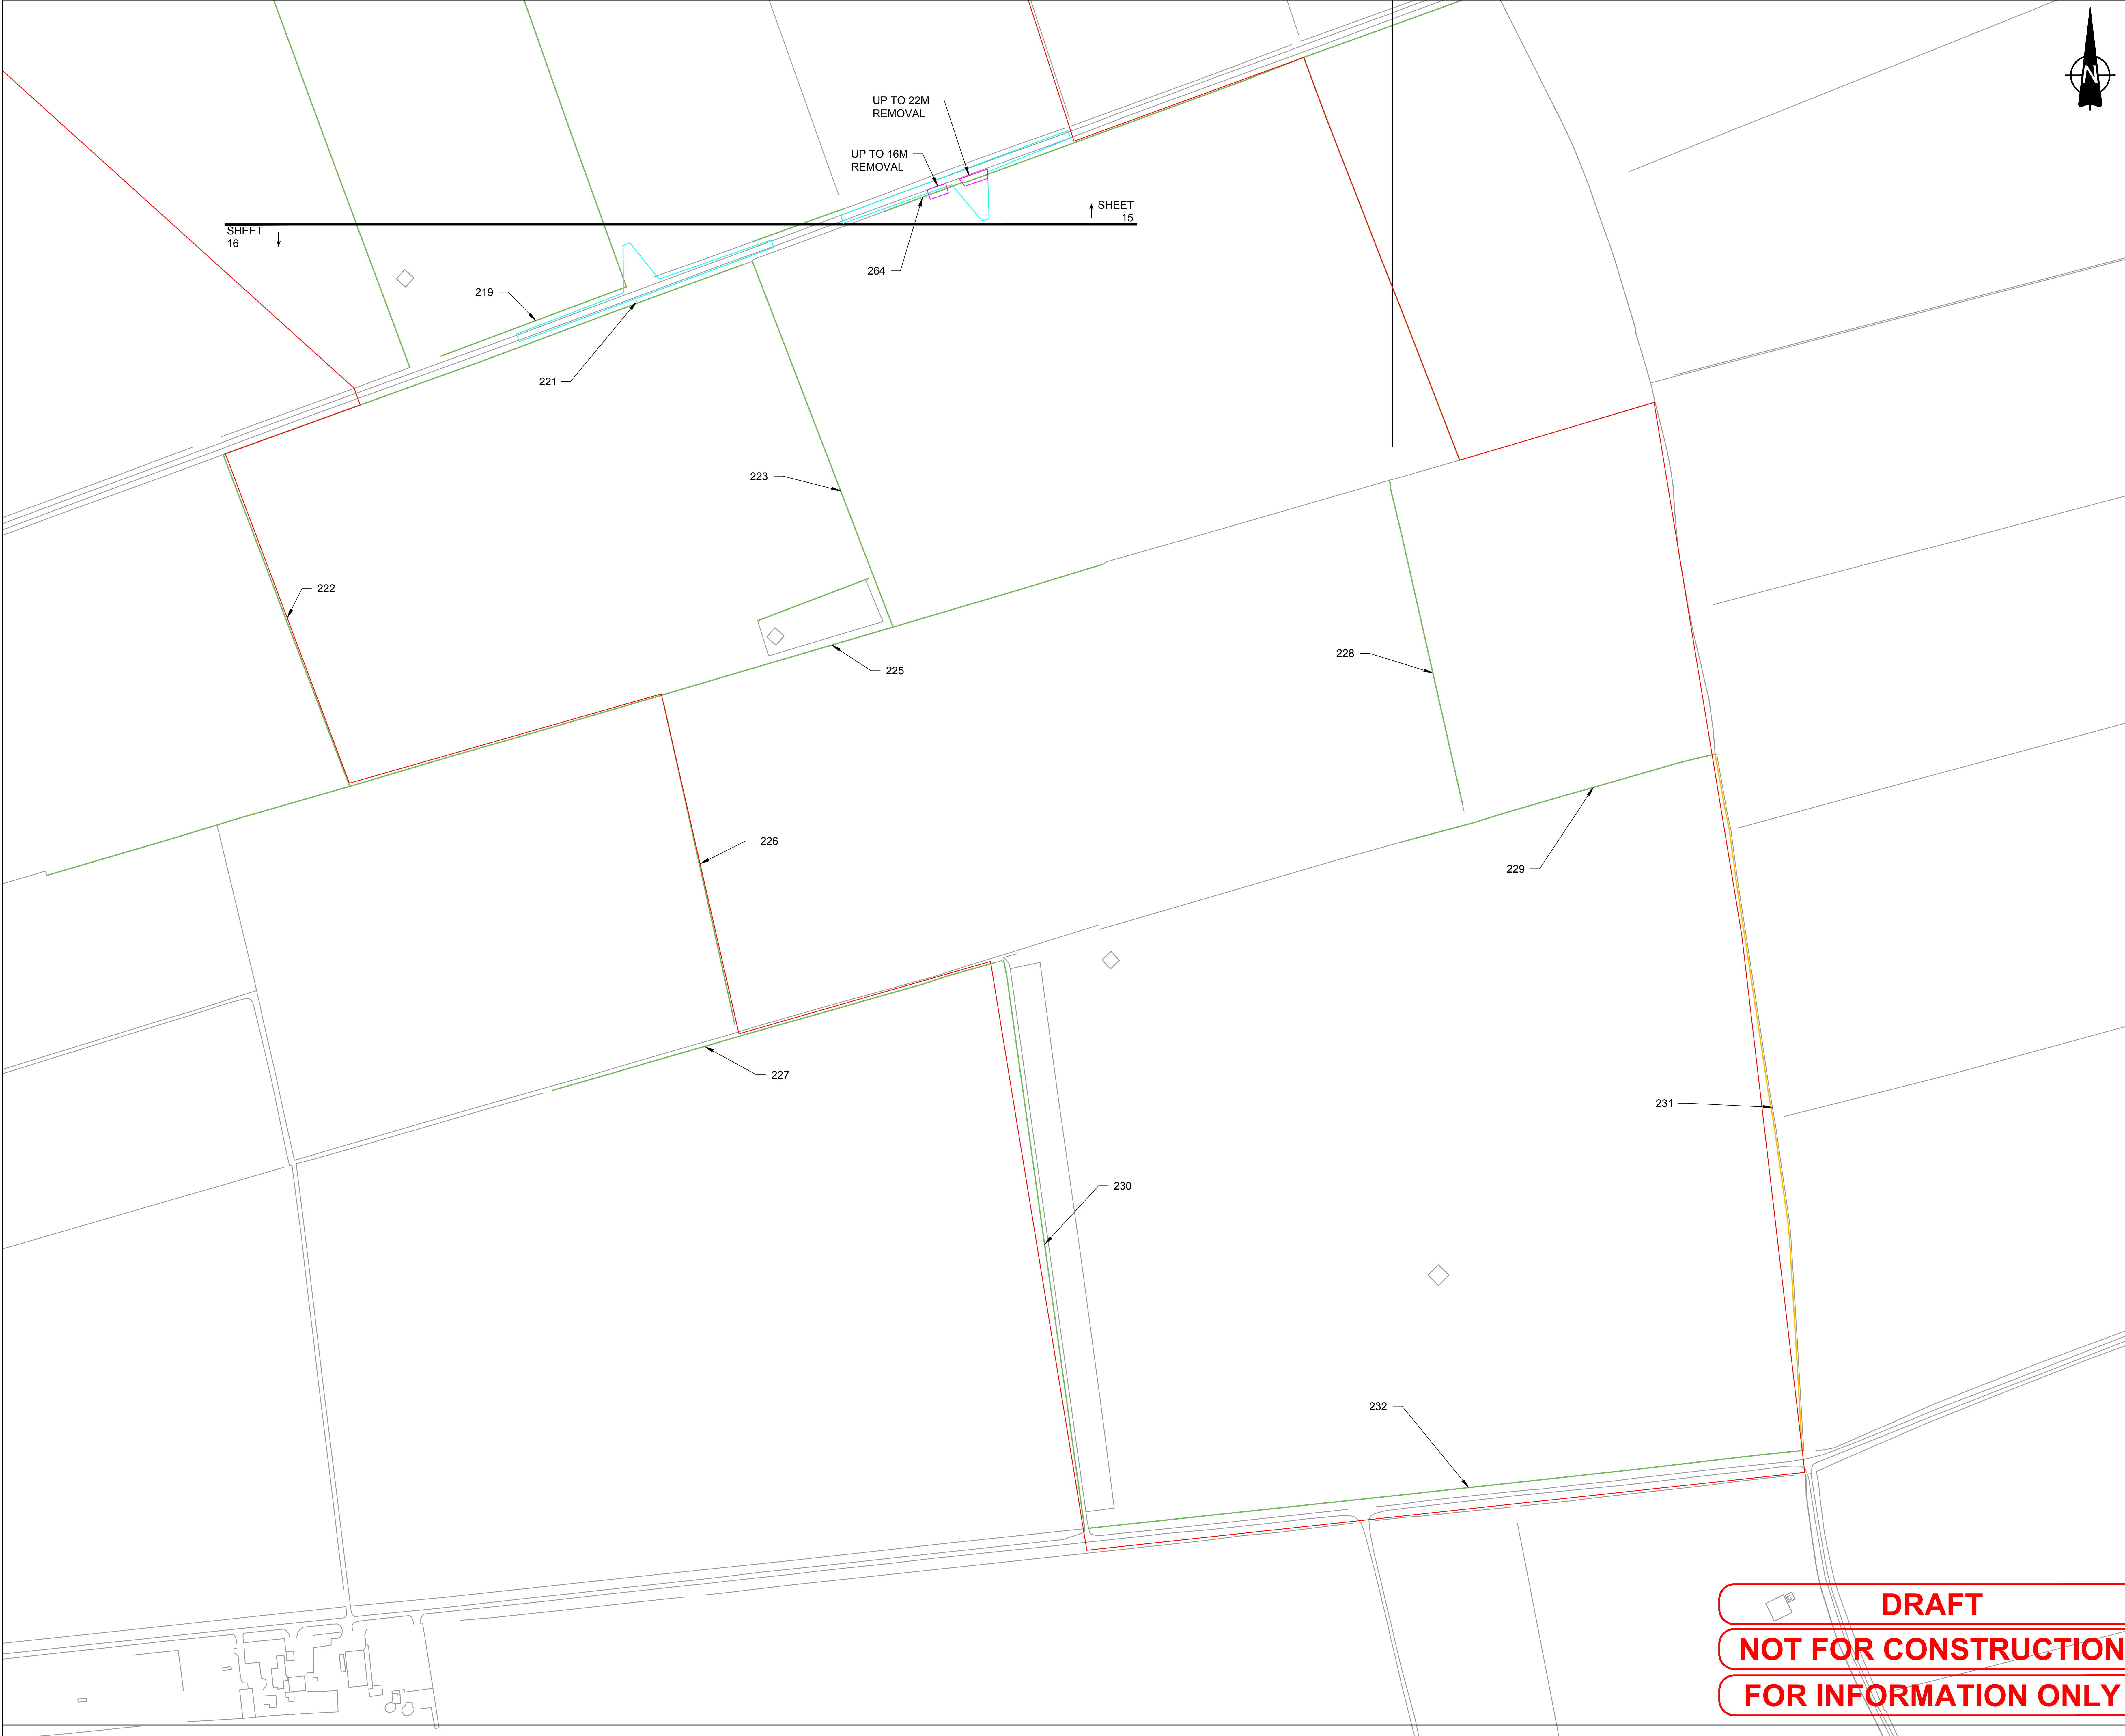 N
UP TO 22M
REMOVAL
UP TO 16M
REMOVAL
SHEET
15
SHEET
16
264
219
221
223
222
225
228
226
229
227
231
230
232
DRAFT
NOT FOR CONSTRUCTION
FOR INFORMATION ONLY